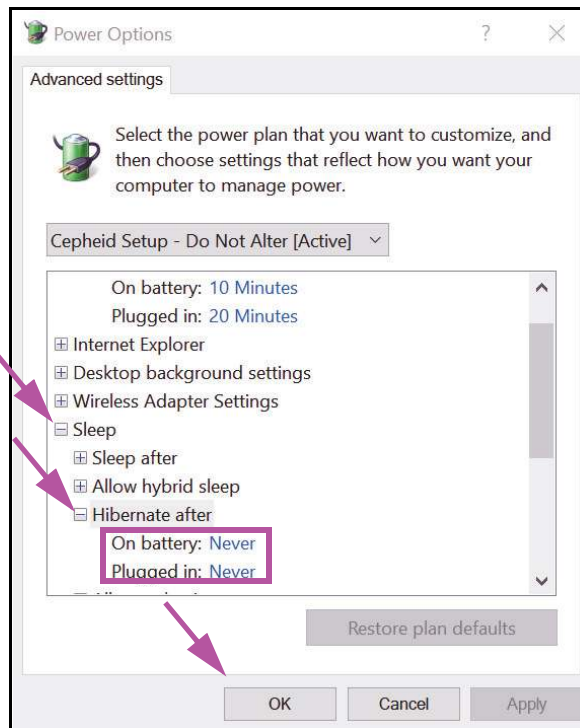 Power Options
?
Advanced settings
Select the power plan that you want to customize, and
then choose settings that reflect how you want your
computer to manage power.
Cepheid Setup - Do Not Alter [Active]
On battery: 10 Minutes
Plugged in: 20 Minutes
Internet Explorer
Desktop background settings
Wireless Adapter Settings
Sleep
Sleep after
Allow hybrid sleep
Hibernate after
On battery: Never
Plugged in: Never
Restore plan defaults
OK Cancel Apply